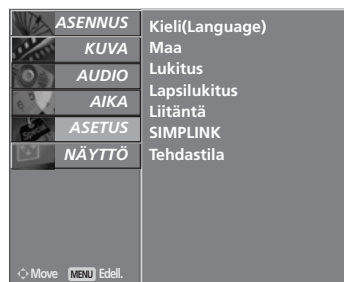 ASENNUS
KUVA
AUDIO
AIKA
ASETUS
NÄYTTÖ
Kieli(Language)
Maa
Lukitus
Lapsilukitus
Liitäntä
SIMPLINK
Tehdastila
Move MENU Edell.